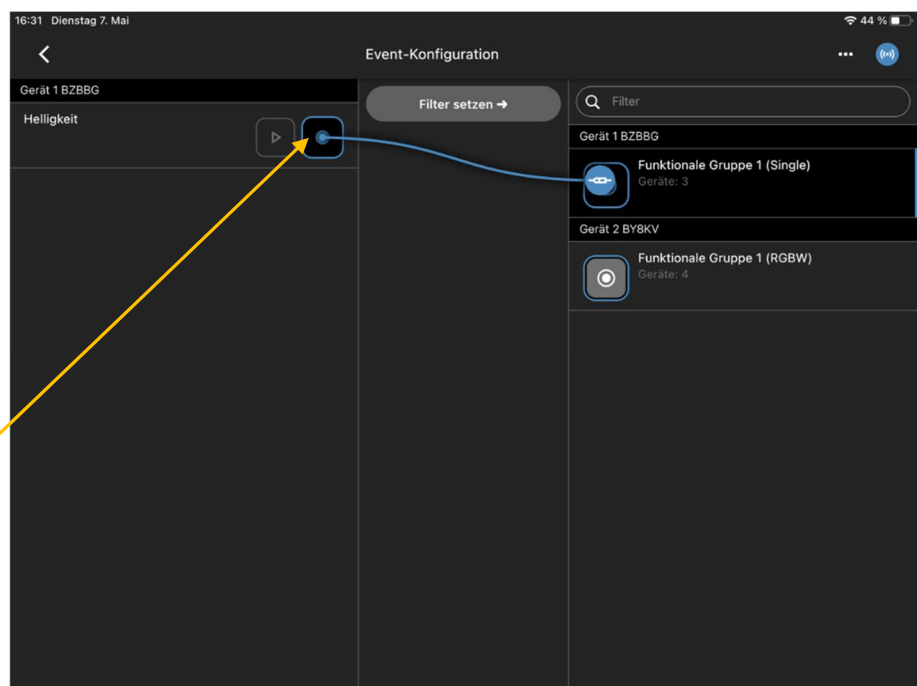 16:31 Dienstag 7. Mai
44 %
Event-Konfiguration
Gerät 1 BZBBG
Helligkeit
Filter setzen ➔
Filter
Gerät 1 BZBBG
Funktionale Gruppe 1 (Single)
Geräte: 3
Gerät 2 BY8KV
Funktionale Gruppe 1 (RGBW)
Geräte: 4